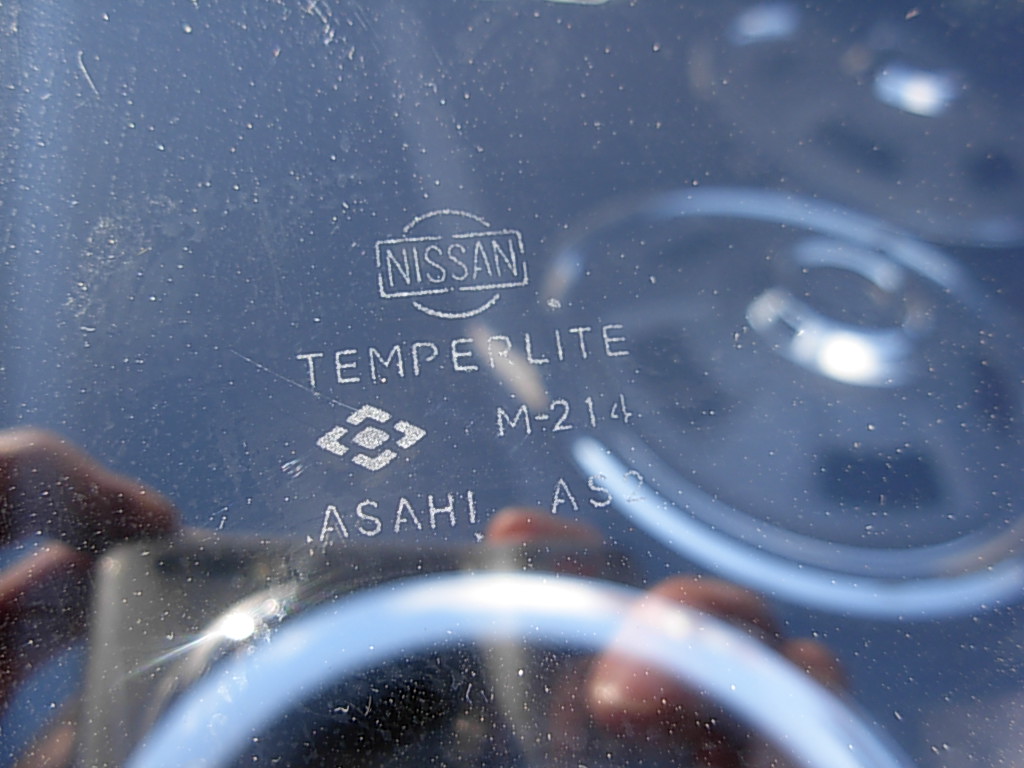 NISSAN
TEMPERLITE
M-214
ASAHI AS2